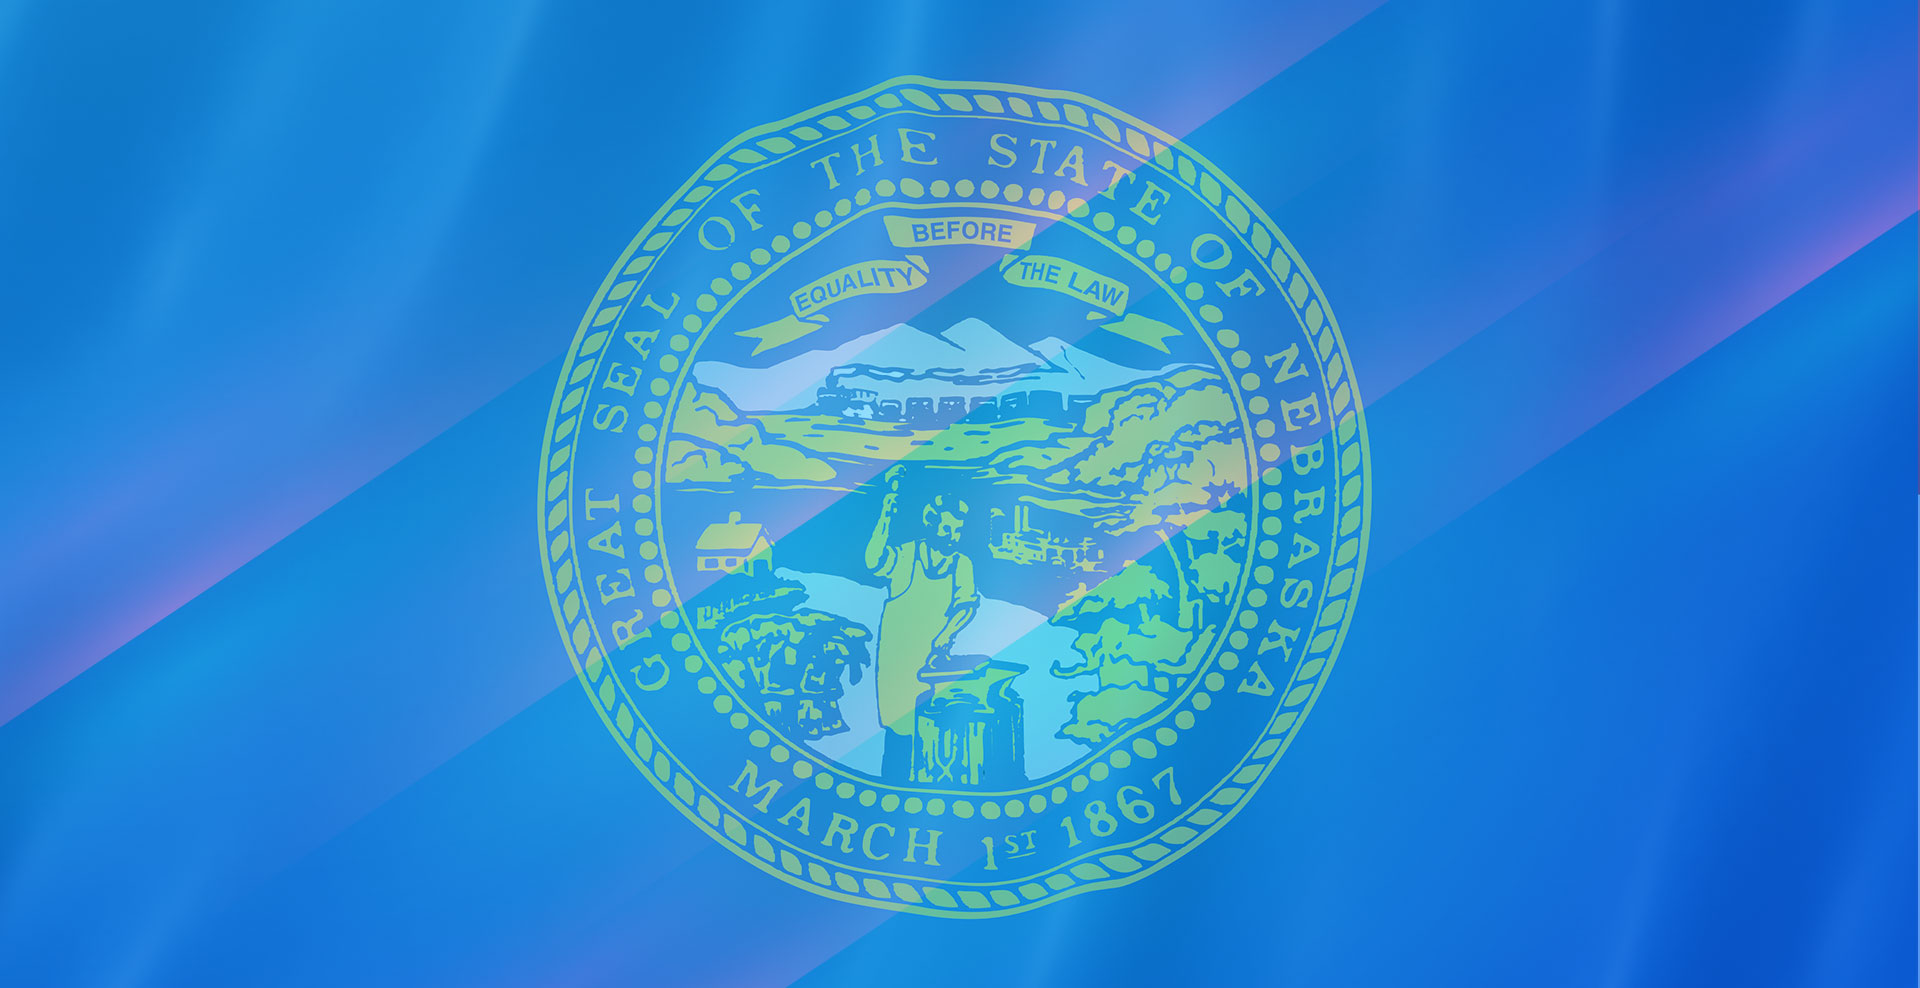 GREAT SEAL OF THE STATE OF NEBRASKA
EQUALITY BEFORE THE LAW
MARCH 1ST 1867